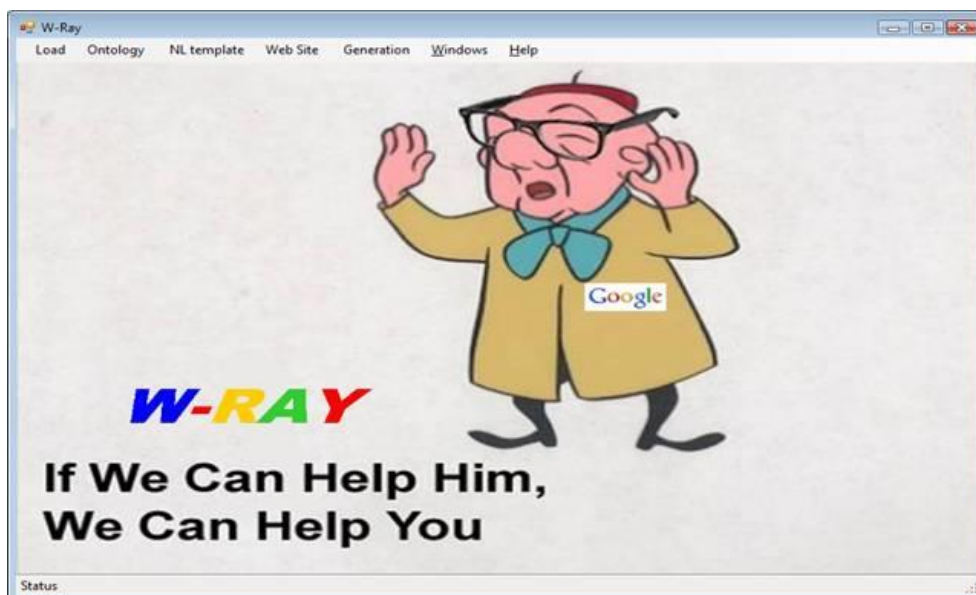 W-Ray
Load Ontology NL template Web Site Generation Windows Help
Google
W-RAY
If We Can Help Him,
We Can Help You
Status